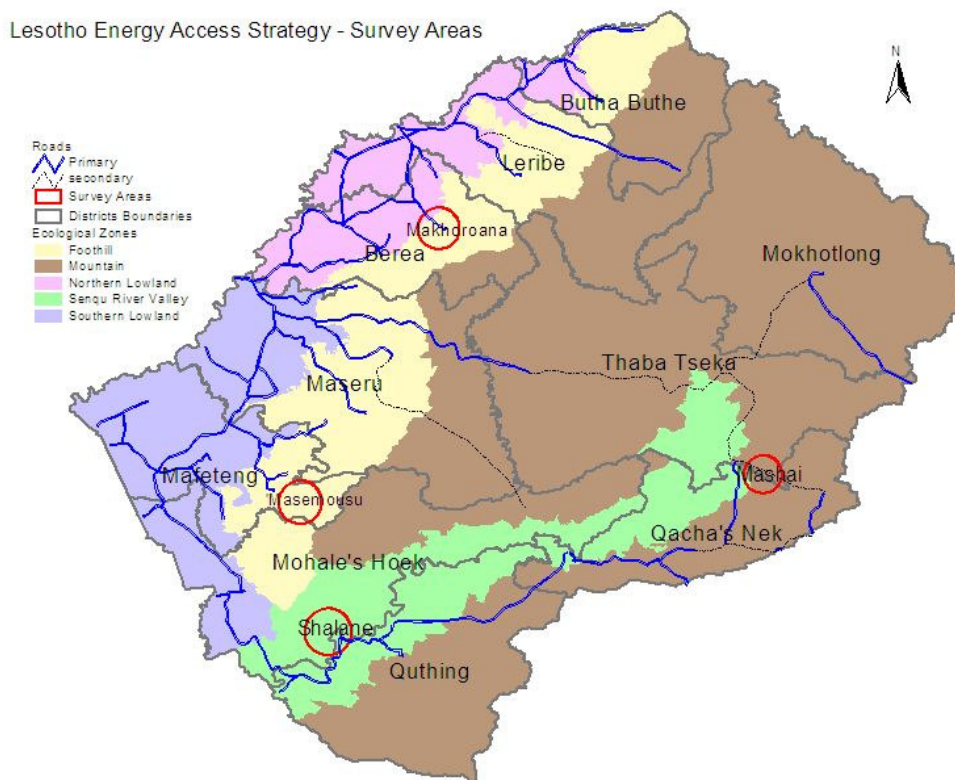 Lesotho Energy Access Strategy - Survey Areas
N
Roads
Primary
secondary
Survey Areas
Districts Boundaries
Ecological Zones
Foothill
Mountain
Northern Lowland
Senqu River Valley
Southern Lowland
Butha Buthe
Leribe
Makhoroana
Berea
Mokhotlong
Thaba Tseka
Maseru
Mafeteng
Masemousu
Mashai
Qacha's Nek
Mohale's Hoek
Shalane
Quthing